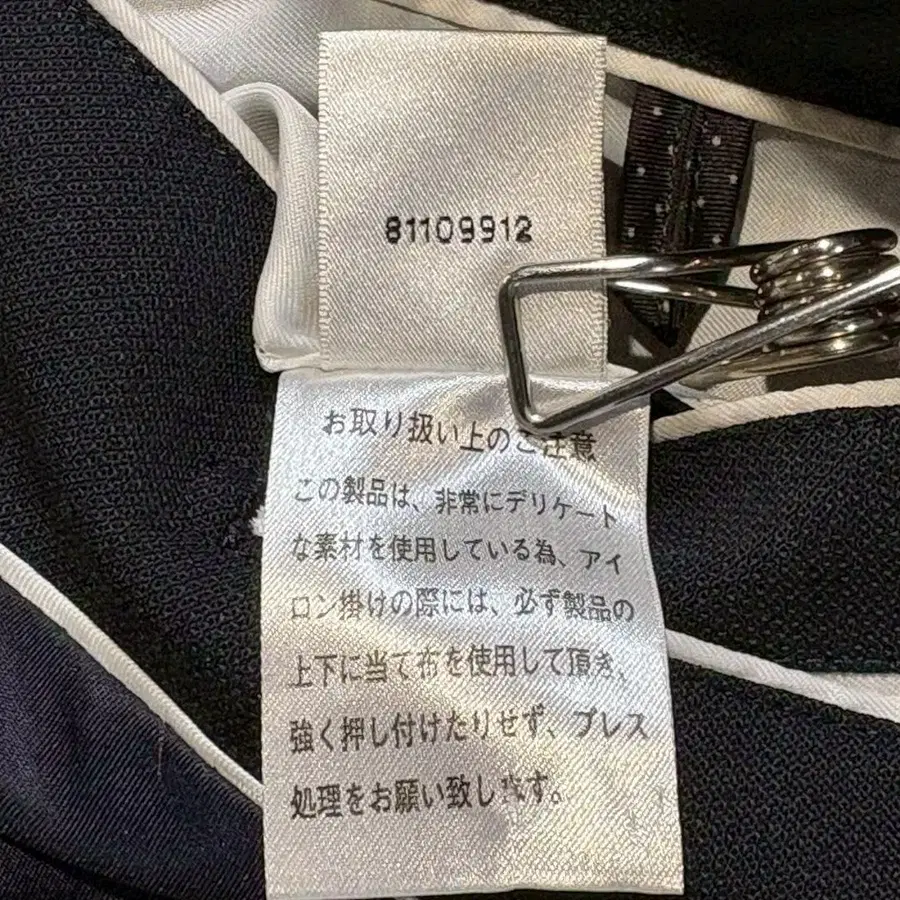 81109912
お取り扱い上のご注意
この製品は、非常にデリケート
な素材を使用している為、アイ
ロン掛けの際には、必ず製品の
上下に当て布を使用して頂き、
強く押し付けたりせず、プレス
処理をお願い致します。